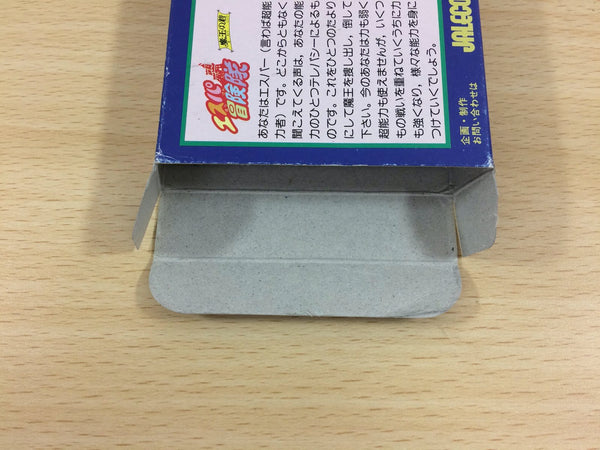 エスパ冒険隊
魔王の砦
あなたはエスパー（言わば超能
力者）です。どこからともなく
聞こえてくる声は、あなたの能
力のひとつテレパシーによるも
のです。これをひとつのたより
にして魔王を捜し出し、倒して
下さい。今のあなたは力も弱く
超能力も使えませんが、いくつ
もの戦いを重ねていくうちに力
も強くなり、様々な能力を身に
つけていくでしょう。
企画・制作
お問い合わせは
JALECO